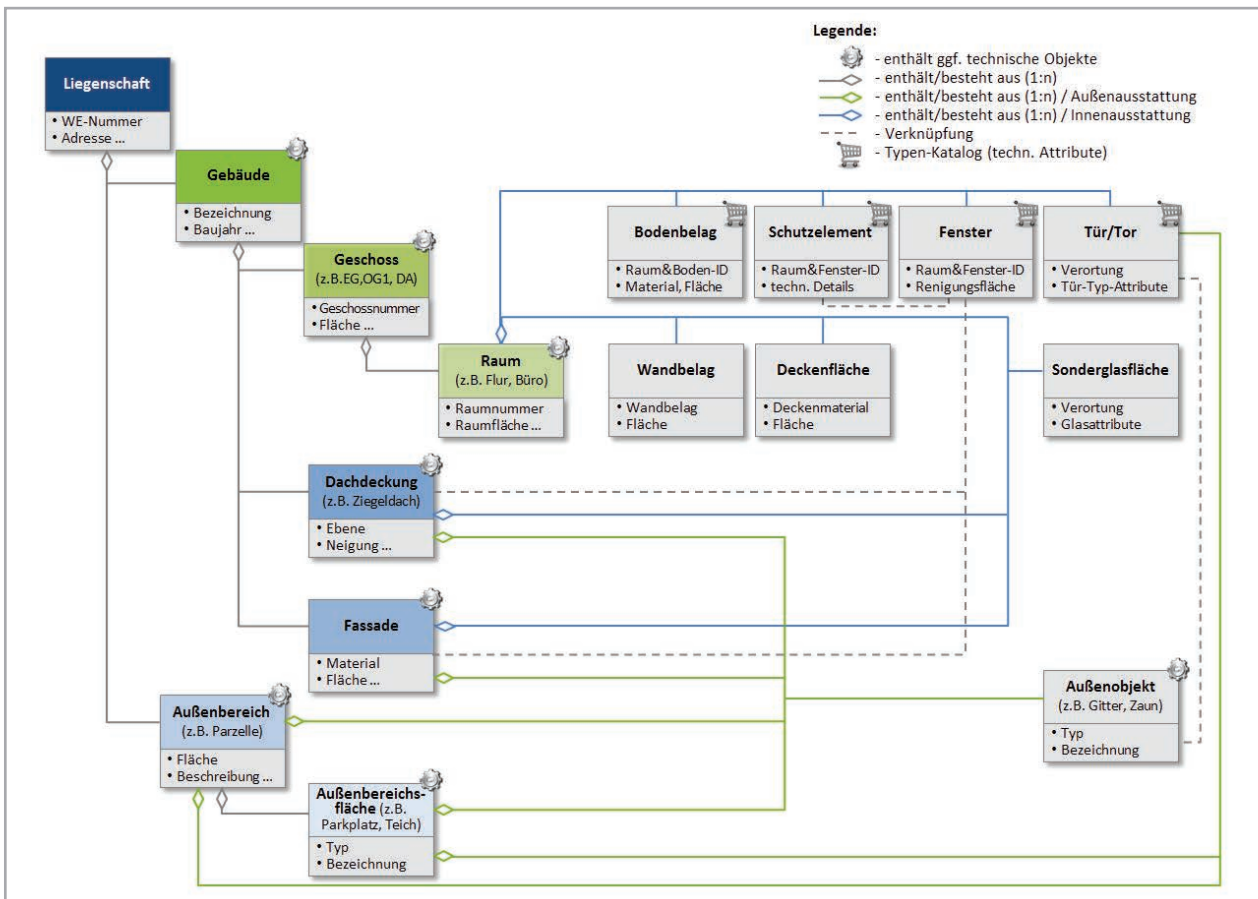 Legende:
- enthält ggf. technische Objekte
- enthält/besteht aus (1:n)
- enthält/besteht aus (1:n) / Außenausstattung
- enthält/besteht aus (1:n) / Innenausstattung
- Verknüpfung
- Typen-Katalog (techn. Attribute)
Liegenschaft
• WE-Nummer
• Adresse ...
Gebäude
• Bezeichnung
• Baujahr ...
Geschoss
(z.B.EG,OG1, DA)
• Geschossnummer
• Fläche ...
Raum
(z.B. Flur, Büro)
• Raumnummer
• Raumfläche ...
Bodenbelag
• Raum&Boden-ID
• Material, Fläche
Schutzelement
• Raum&Fenster-ID
• techn. Details
Fenster
• Raum&Fenster-ID
• Renigungsfläche
Tür/Tor
• Verortung
• Tür-Typ-Attribute
Wandbelag
• Wandbelag
• Fläche
Deckenfläche
• Deckenmaterial
• Fläche
Sonderglasfläche
• Verortung
• Glasattribute
Dachdeckung
(z.B. Ziegeldach)
• Ebene
• Neigung ...
Fassade
• Material
• Fläche ...
Außenbereich
(z.B. Parzelle)
• Fläche
• Beschreibung ...
Außenbereichs-
fläche (z.B.
Parkplatz, Teich)
• Typ
• Bezeichnung
Außenobjekt
(z.B. Gitter, Zaun)
• Typ
• Bezeichnung